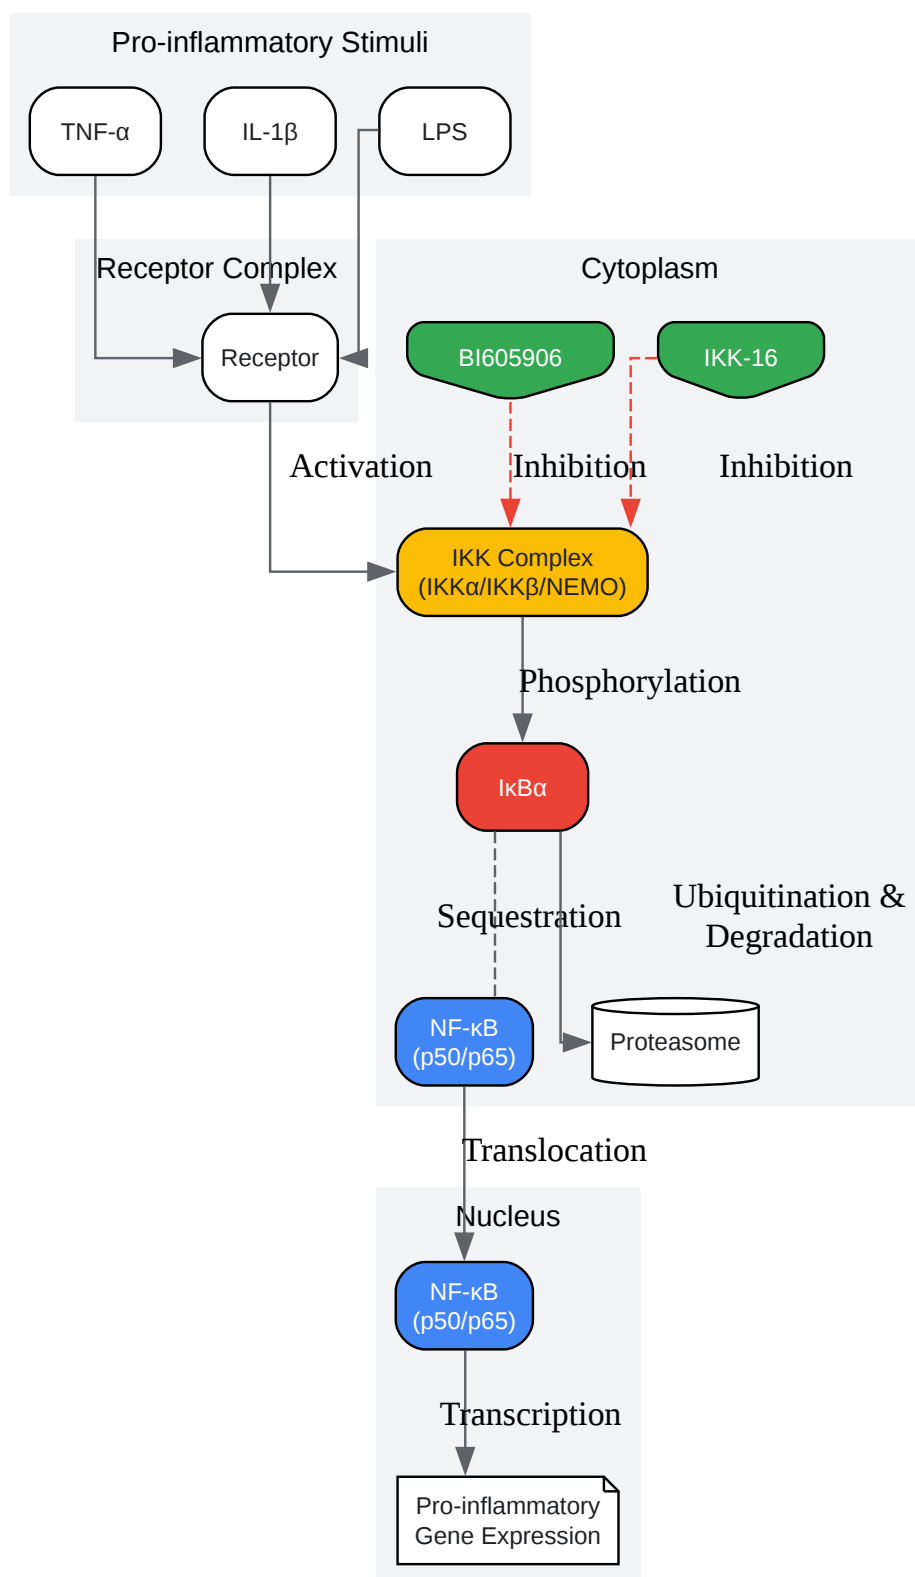 Pro-inflammatory Stimuli
TNF-α
IL-1β
LPS
Receptor Complex
Cytoplasm
Receptor
BI605906
IKK-16
Activation
Inhibition
Inhibition
IKK Complex
(IKKα/IKKβ/NEMO)
Phosphorylation
IκBα
Sequestration
Ubiquitination &
Degradation
NF-κB
(p50/p65)
Proteasome
Translocation
Nucleus
NF-κB
(p50/p65)
Transcription
Pro-inflammatory
Gene Expression